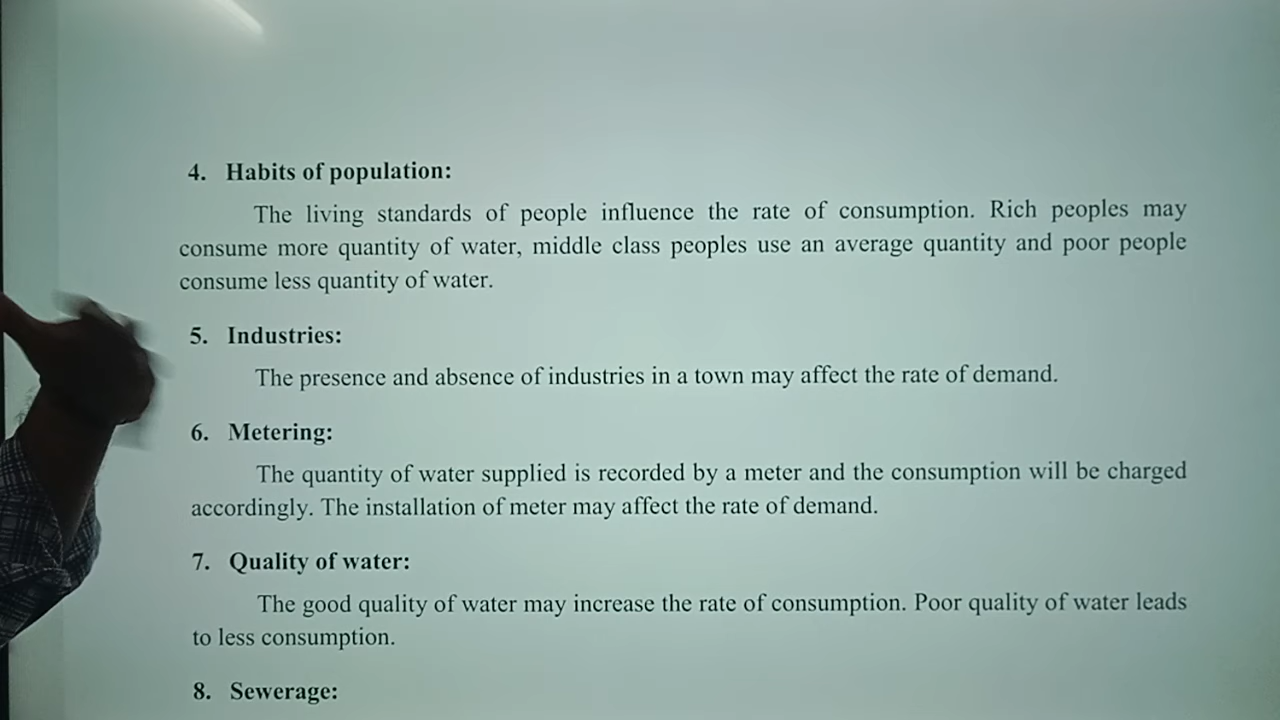 4. Habits of population:
The living standards of people influence the rate of consumption. Rich peoples may
consume more quantity of water, middle class peoples use an average quantity and poor people
consume less quantity of water.
5. Industries:
The presence and absence of industries in a town may affect the rate of demand.
6. Metering:
The quantity of water supplied is recorded by a meter and the consumption will be charged
accordingly. The installation of meter may affect the rate of demand.
7. Quality of water:
The good quality of water may increase the rate of consumption. Poor quality of water leads
to less consumption.
8. Sewerage: